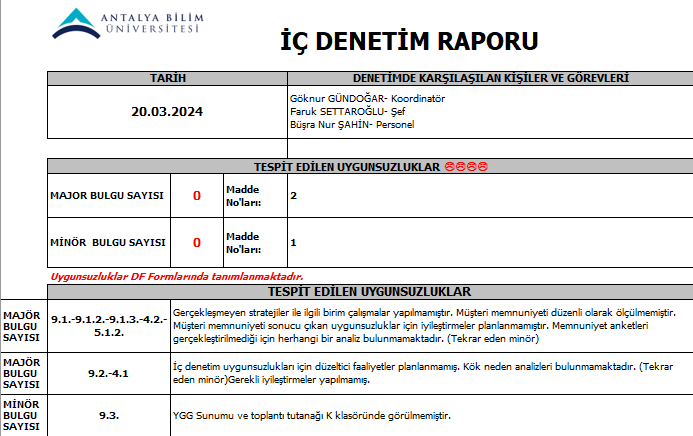 ANTALYA BİLİM
ÜNİVERSİTESİ
İÇ DENETİM RAPORU
TARİH
DENETİMDE KARŞILAŞILAN KİŞİLER VE GÖREVLERİ
20.03.2024
Göknur GÜNDOĞAR- Koordinatör
Faruk SETTAROĞLU- Şef
Büşra Nur ŞAHİN- Personel
TESPİT EDİLEN UYGUNSUZLUKLAR
MAJOR BULGU SAYISI
0
Madde
No'ları:
2
MİNÖR BULGU SAYISI
0
Madde
No'ları:
1
Uygunsuzluklar DF Formlarında tanımlanmaktadır.
TESPİT EDİLEN UYGUNSUZLUKLAR
MAJÖR
BULGU
SAYISI
9.1.-9.1.2.-9.1.3.-4.2.-
5.1.2.
Gerçekleşmeyen stratejiler ile ilgili birim çalışmalar yapılmamıştır. Müşteri memnuniyeti düzenli olarak ölçülmemiştir.
Müşteri memnuniyeti sonucu çıkan uygunsuzluklar için iyileştirmeler planlanmamıştır. Memnuniyet anketleri
gerçekleştirilmediği için herhangi bir analiz bulunmamaktadır. (Tekrar eden minör)
MAJÖR
BULGU
SAYISI
9.2.-4.1
İç denetim uygunsuzlukları için düzeltici faaliyetler planlanmamış. Kök neden analizleri bulunmamaktadır. (Tekrar
eden minör)Gerekli iyileştirmeler yapılmamış.
MİNÖR
BULGU
SAYISI
9.3.
YGG Sunumu ve toplantı tutanağı K klasöründe görülmemiştir.